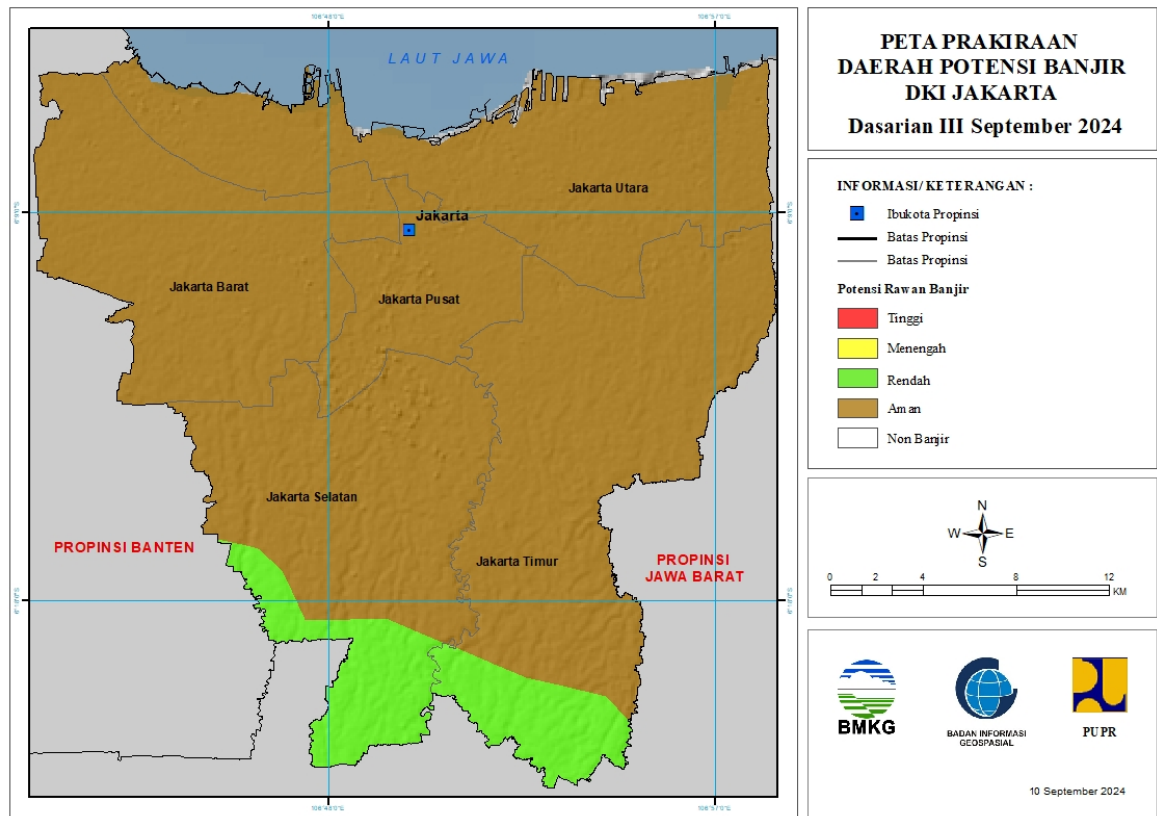 PETA PRAKIRAAN
DAERAH POTENSI BANJIR
DKI JAKARTA
Dasarian III September 2024
INFORMASI/ KETERANGAN :
Ibukota Propinsi
Batas Propinsi
Batas Propinsi
Potensi Rawan Banjir
Tinggi
Menengah
Rendah
Aman
Non Banjir
N
W E
S
0 2 4 8 12
KM
BMKG
BADAN INFORMASI
GEOSPASIAL
PUPR
10 September 2024
LAUT JAWA
Jakarta Utara
Jakarta
Jakarta Barat
Jakarta Pusat
Jakarta Selatan
PROPINSI BANTEN
Jakarta Timur
PROPINSI
JAWA BARAT